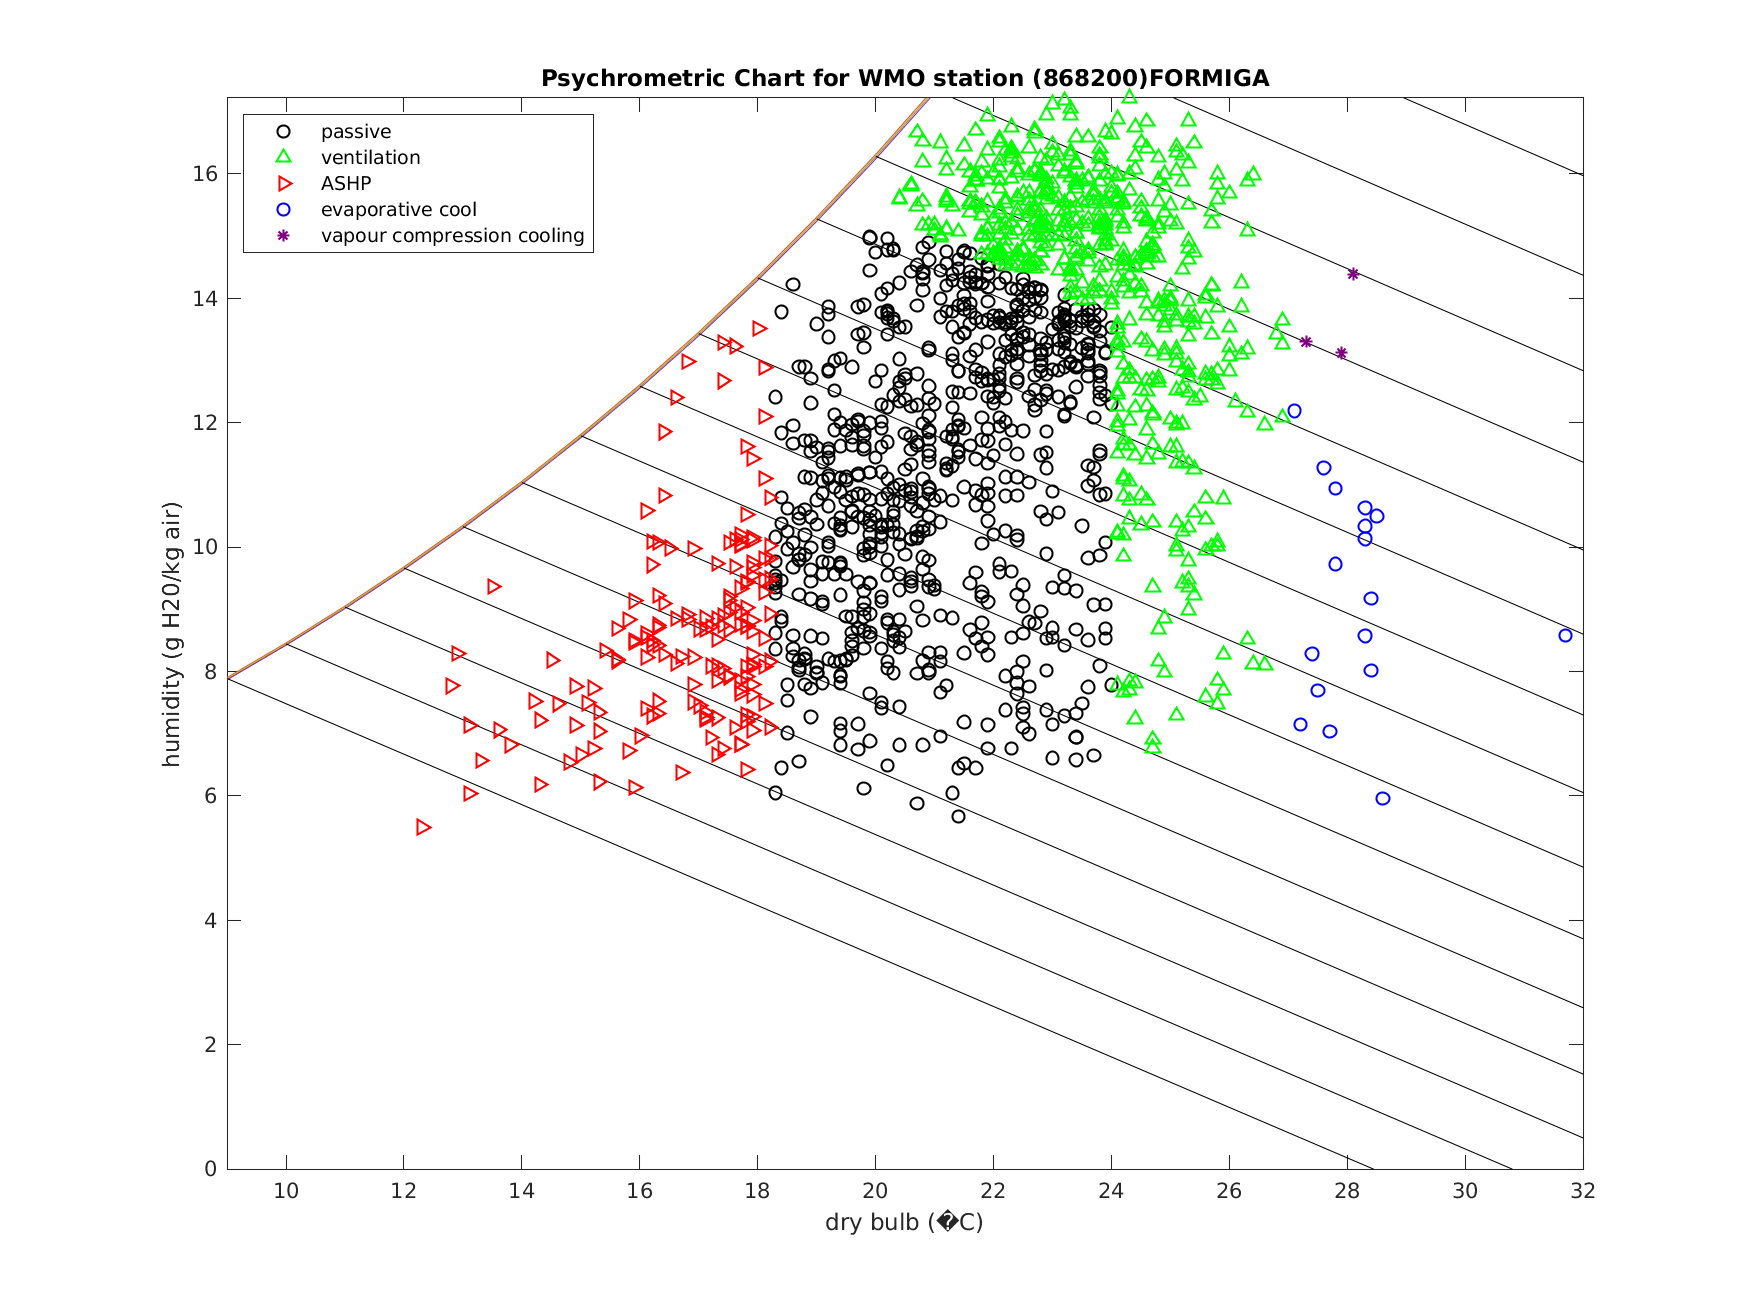 Psychrometric Chart for WMO station (868200)FORMIGA
passive
ventilation
ASHP
evaporative cool
vapour compression cooling
humidity (g H20/kg air)
16
14
12
10
8
6
4
2
0
10 12 14 16 18 20 22 24 26 28 30 32
dry bulb (�C)